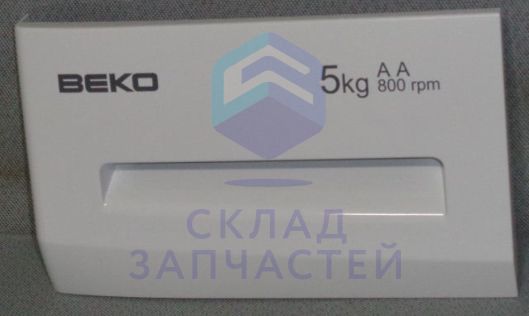 BEKO
5kg A A
800 rpm
СКЛАД
ЗАПЧАСТЕЙ